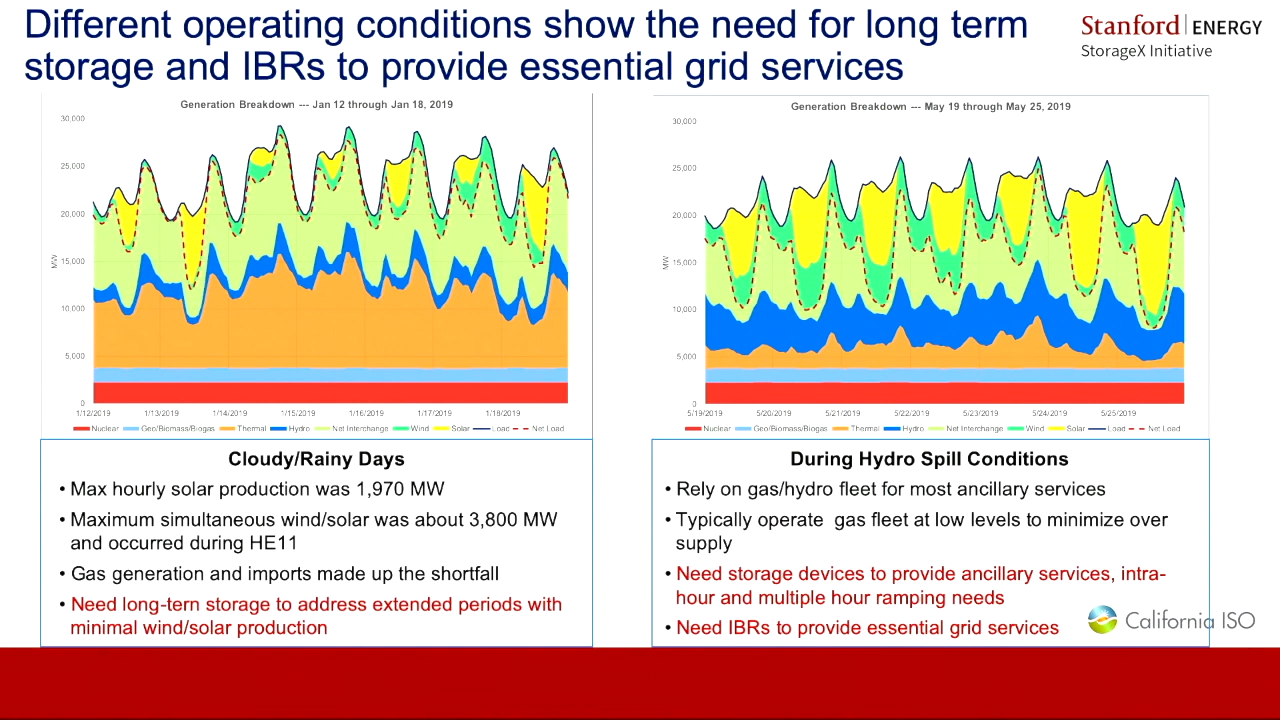 Different operating conditions show the need for long term
storage and IBRs to provide essential grid services
Stanford | ENERGY
StorageX Initiative
Generation Breakdown --- Jan 12 through Jan 18, 2019
30,000
25,000
20,000
15,000
10,000
5,000
0
MW
1/12/2019 1/13/2019 1/14/2019 1/15/2019 1/16/2019 1/17/2019 1/18/2019
Nuclear Geo/Biomass/Biogas Thermal Hydro Net Interchange Wind Solar Load Net Load
Generation Breakdown --- May 19 through May 25, 2019
30,000
25,000
20,000
15,000
10,000
5,000
0
MW
5/19/2019 5/20/2019 5/21/2019 5/22/2019 5/23/2019 5/24/2019 5/25/2019
Nuclear Geo/Biomass/Biogas Thermal Hydro Net Interchange Wind Solar Load Net Load
Cloudy/Rainy Days
• Max hourly solar production was 1,970 MW
• Maximum simultaneous wind/solar was about 3,800 MW
and occurred during HE11
• Gas generation and imports made up the shortfall
• Need long-tern storage to address extended periods with
minimal wind/solar production
During Hydro Spill Conditions
• Rely on gas/hydro fleet for most ancillary services
• Typically operate gas fleet at low levels to minimize over
supply
• Need storage devices to provide ancillary services, intra-
hour and multiple hour ramping needs
• Need IBRs to provide essential grid services
California ISO